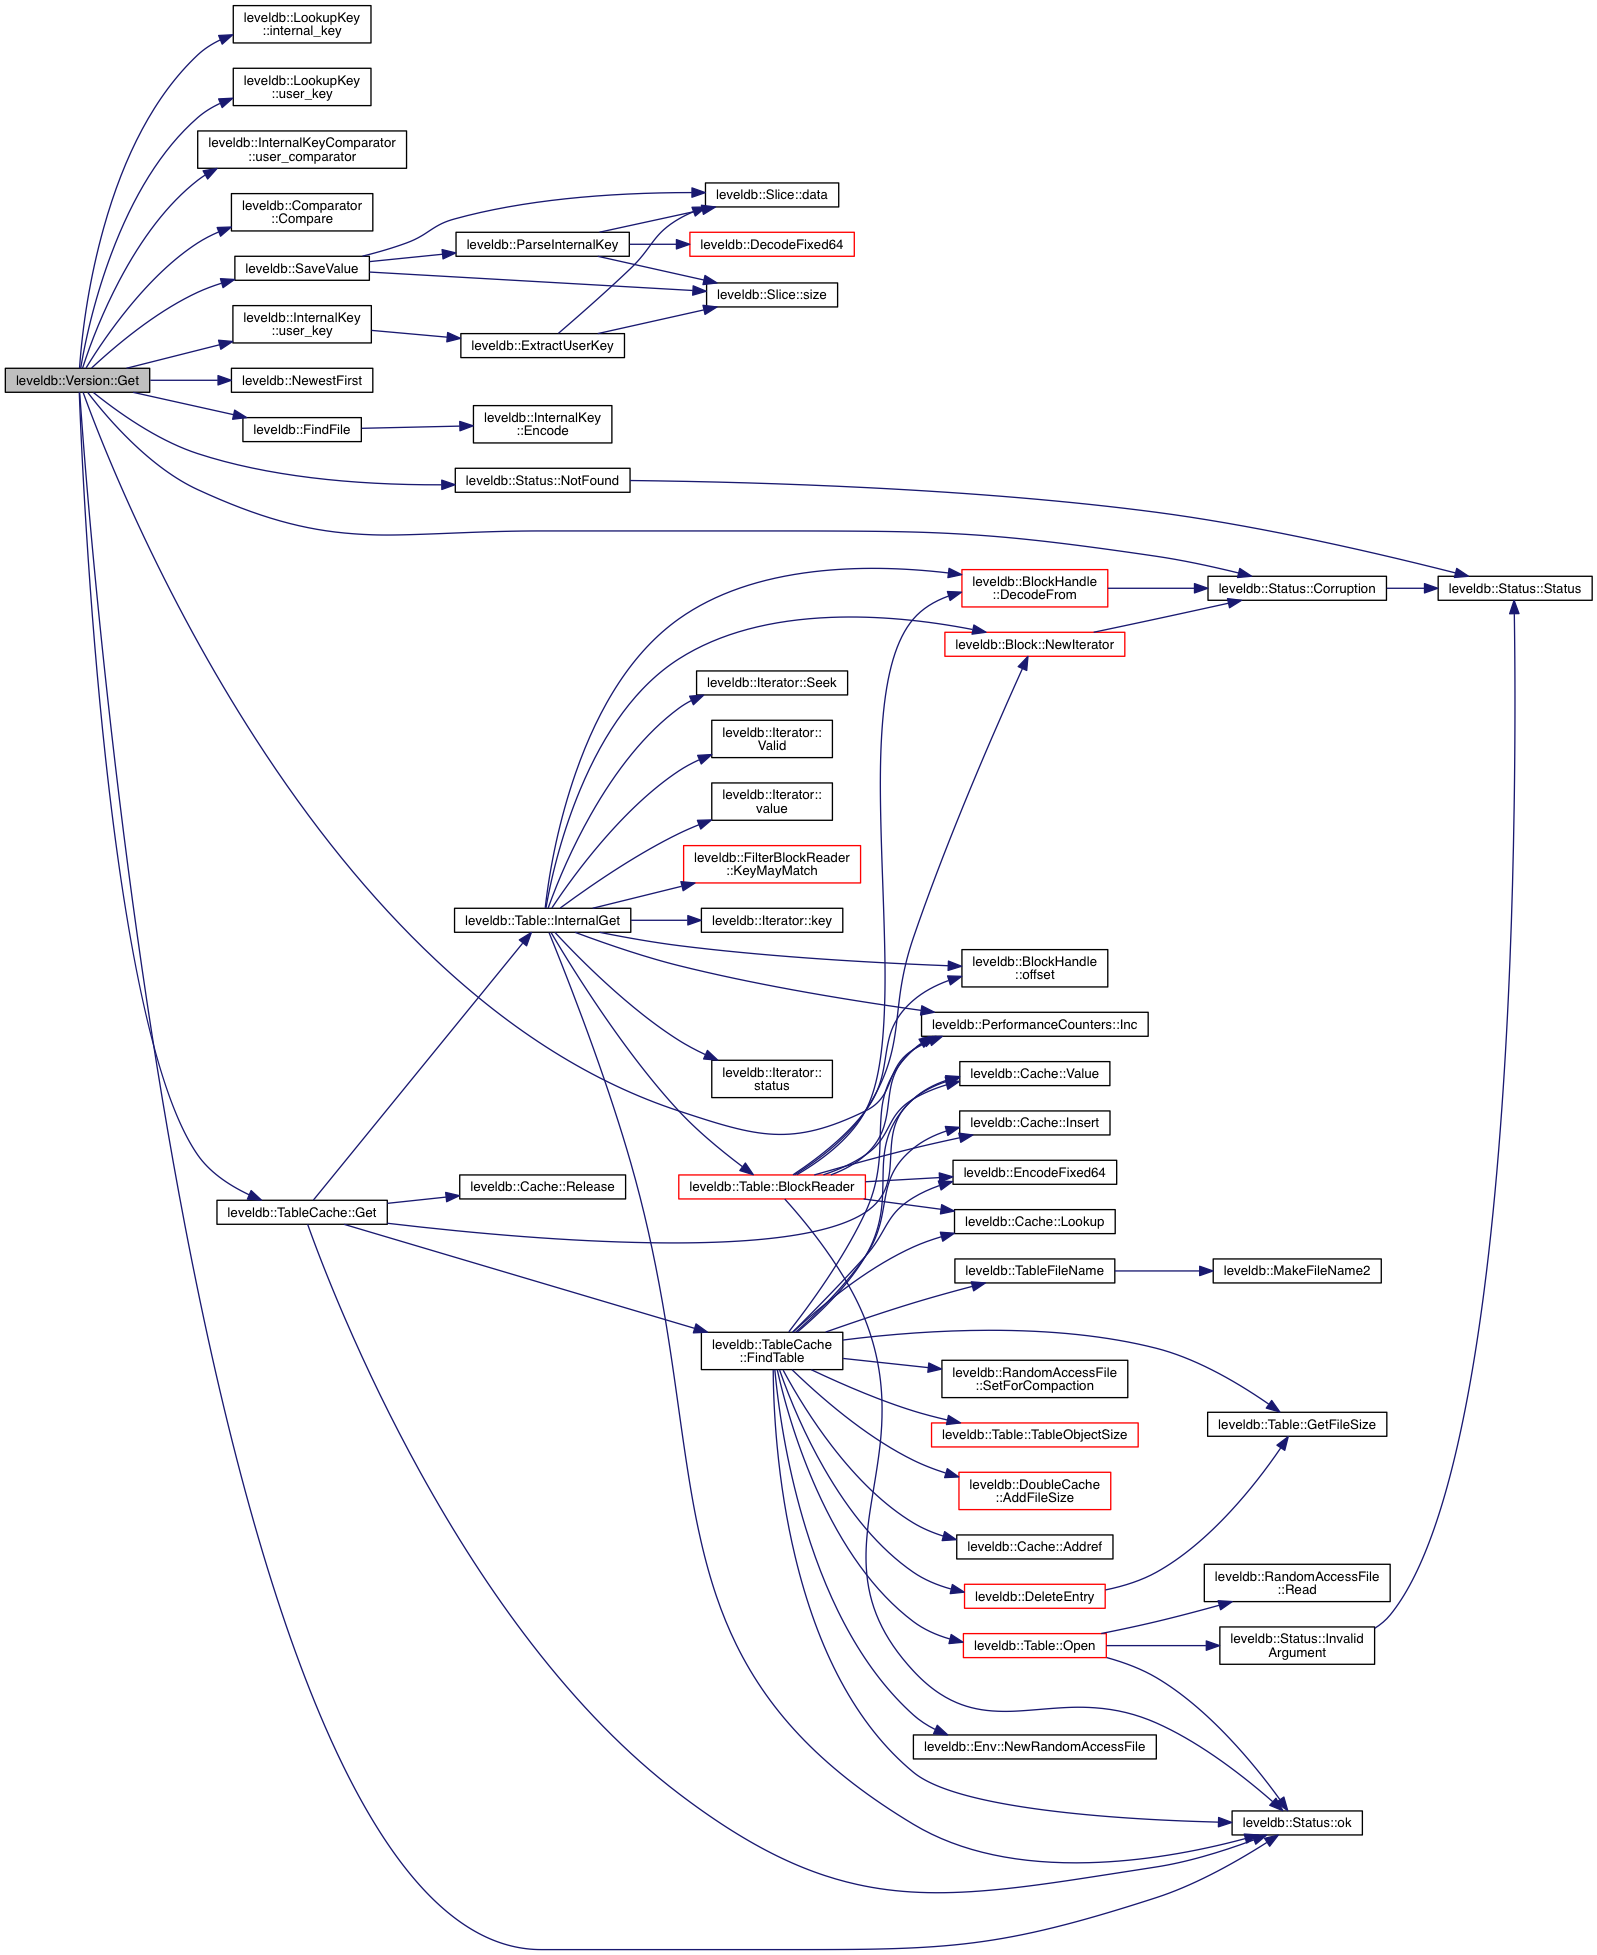 leveldb::LookupKey
::internal_key
leveldb::LookupKey
::user_key
leveldb::InternalKeyComparator
::user_comparator
leveldb::Comparator
::Compare
leveldb::SaveValue
leveldb::InternalKey
::user_key
leveldb::Version::Get
leveldb::NewestFirst
leveldb::FindFile
leveldb::Slice::data
leveldb::ParseInternalKey
leveldb::DecodeFixed64
leveldb::Slice::size
leveldb::ExtractUserKey
leveldb::InternalKey
::Encode
leveldb::Status::NotFound
leveldb::BlockHandle
::DecodeFrom
leveldb::Status::Corruption
leveldb::Status::Status
leveldb::Block::NewIterator
leveldb::Iterator::Seek
leveldb::Iterator::
Valid
leveldb::Iterator::
value
leveldb::FilterBlockReader
::KeyMayMatch
leveldb::Table::InternalGet
leveldb::Iterator::key
leveldb::BlockHandle
::offset
leveldb::PerformanceCounters::Inc
leveldb::Iterator::
status
leveldb::Cache::Value
leveldb::Cache::Insert
leveldb::Cache::Release
leveldb::Table::BlockReader
leveldb::EncodeFixed64
leveldb::TableCache::Get
leveldb::Cache::Lookup
leveldb::TableFileName
leveldb::MakeFileName2
leveldb::TableCache
::FindTable
leveldb::RandomAccessFile
::SetForCompaction
leveldb::Table::GetFileSize
leveldb::Table::TableObjectSize
leveldb::DoubleCache
::AddFileSize
leveldb::Cache::Addref
leveldb::DeleteEntry
leveldb::RandomAccessFile
::Read
leveldb::Table::Open
leveldb::Status::Invalid
Argument
leveldb::Env::NewRandomAccessFile
leveldb::Status::ok